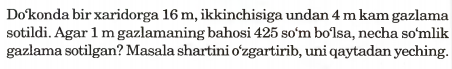 Do‘konda bir xaridorga 16 m, ikkinchisiga undan 4 m kam gazlama
sotildi. Agar 1 m gazlamaning bahosi 425 so‘m bo‘lsa, necha so‘mlik
gazlama sotilgan? Masala shartini o‘zgartirib, uni qaytadan yeching.